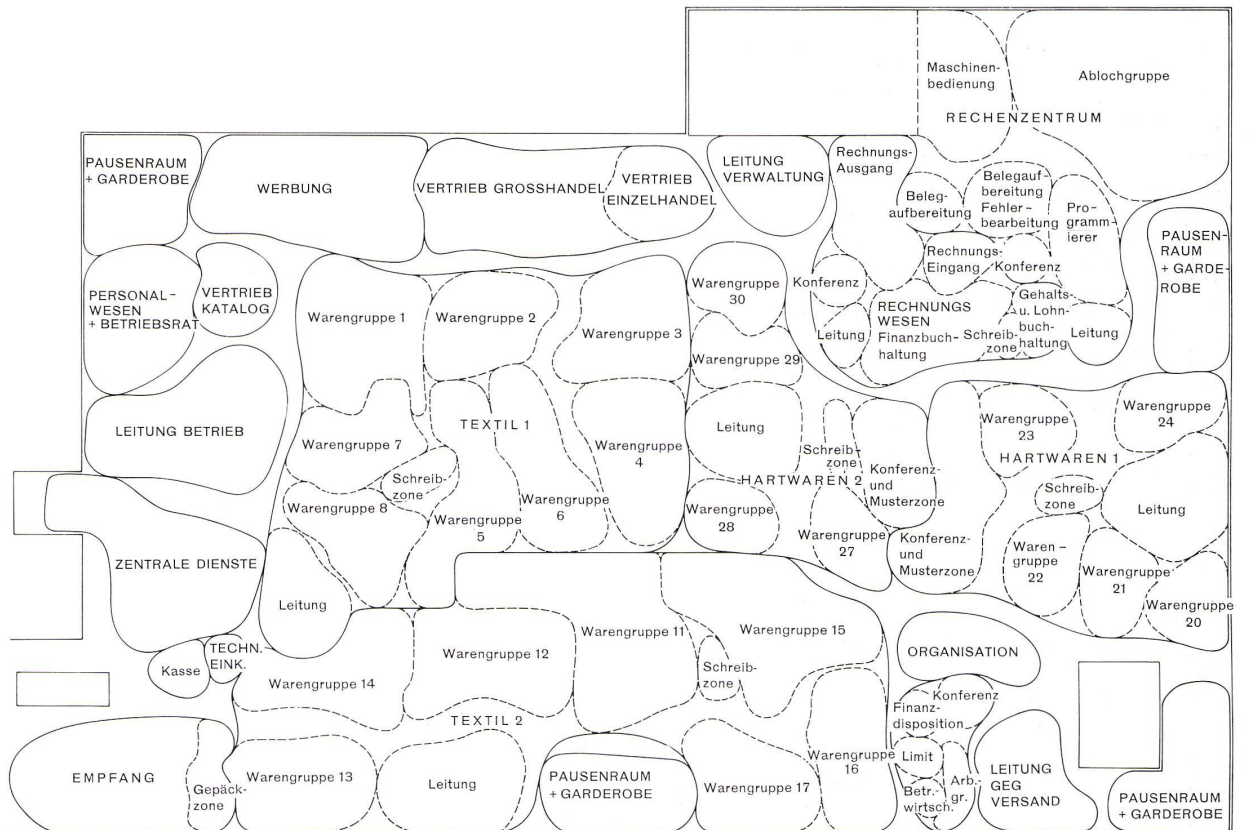 Maschinen-
bedienung
Ablochgruppe
RECHENZENTRUM
PAUSENRAUM
+ GARDEROBE
WERBUNG
VERTRIEB GROSSHANDEL
VERTRIEB
EINZELHANDEL
LEITUNG
VERWALTUNG
Rechnungs-
Ausgang
Beleg-
aufbereitung
Belegauf-
bereitung
Fehler-
bearbeitung
Pro-
gramm-
ierer
PAUSEN-
RAUM
+ GARDE-
ROBE
PERSONAL-
WESEN
+ BETRIEBSRAT
VERTRIEB
KATALOG
Warengruppe 1
Warengruppe 2
Warengruppe 3
Warengruppe
30
Konferenz
Rechnungs-
Eingang
Konferenz
Leitung
RECHNUNGS
WESEN
Finanzbuch-
haltung
Schreib-
zone
Gehalts-
u. Lohn-
buch-
haltung
Leitung
Warengruppe 29
LEITUNG BETRIEB
Warengruppe 7
TEXTIL 1
Warengruppe
4
Leitung
Schreib-
zone
HARTWAREN 2
Konferenz-
und
Musterzone
Warengruppe
23
Warengruppe
24
HARTWAREN 1
Schreib-
zone
Leitung
Schreib-
zone
Warengruppe 8
Warengruppe
5
Warengruppe
6
Warengruppe
28
Warengruppe
27
Konferenz-
und
Musterzone
Waren-
gruppe
22
Warengruppe
21
Warengruppe
20
ZENTRALE DIENSTE
Leitung
Kasse
TECHN.
EINK.
Warengruppe 14
Warengruppe 12
Warengruppe 11
Schreib-
zone
Warengruppe 15
ORGANISATION
TEXTIL 2
Konferenz
Finanz-
disposition
EMPFANG
Gepäck-
zone
Warengruppe 13
Leitung
PAUSENRAUM
+ GARDEROBE
Warengruppe 17
Warengruppe
16
Limit
Betr.-
wirtsch.
Arb.-
gr.
LEITUNG
GEG
VERSAND
PAUSENRAUM
+ GARDEROBE